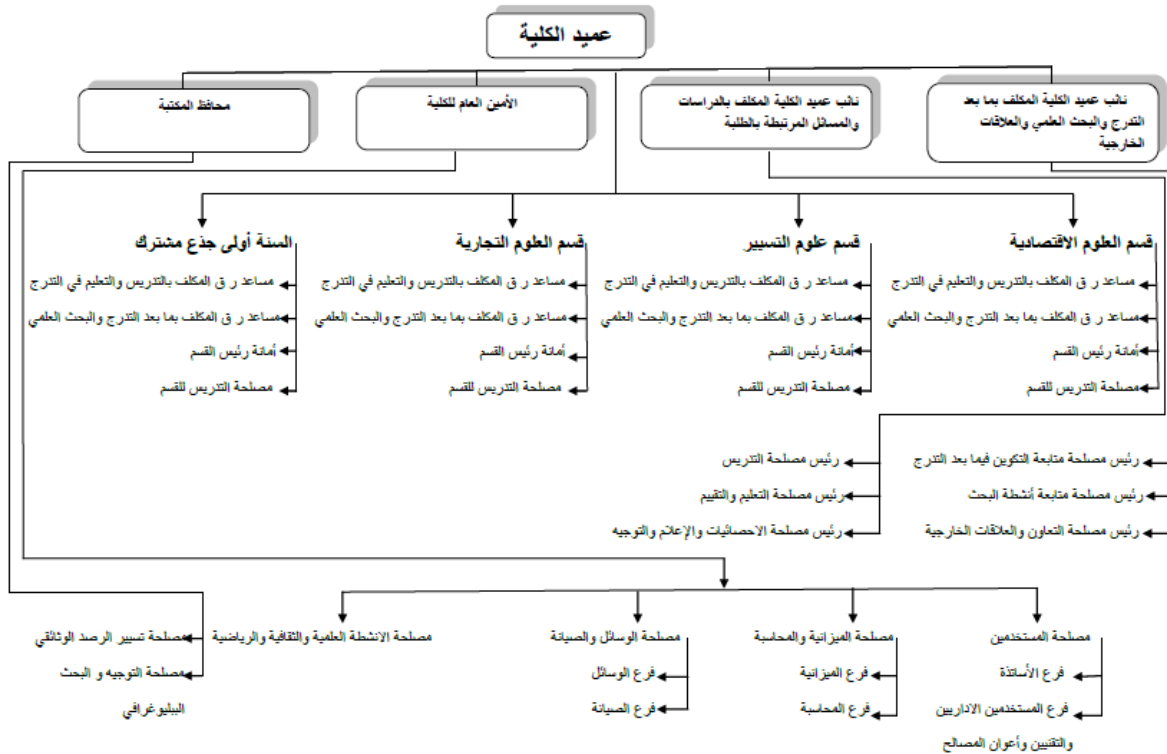 عميد الكلية
نائب عميد الكلية المكلف بما بعد
التدرج والبحث العلمي والعلاقات
الخارجية
نائب عميد الكلية المكلف بالدراسات
والمسائل المرتبطة بالطلبة
الأمين العام للكلية
محافظ المكتبة
قسم العلوم الاقتصادية
مساعد ر ق المكلف بالتدريس والتعليم في التدرج
مساعد ر ق المكلف بما بعد التدرج والبحث العلمي
أمانة رئيس القسم
مصلحة التدريس للقسم
قسم علوم التسيير
مساعد ر ق المكلف بالتدريس والتعليم في التدرج
مساعد ر ق المكلف بما بعد التدرج والبحث العلمي
أمانة رئيس القسم
مصلحة التدريس للقسم
قسم العلوم التجارية
مساعد ر ق المكلف بالتدريس والتعليم في التدرج
مساعد ر ق المكلف بما بعد التدرج والبحث العلمي
أمانة رئيس القسم
مصلحة التدريس للقسم
السنة أولى جذع مشترك
مساعد ر ق المكلف بالتدريس والتعليم في التدرج
مساعد ر ق المكلف بما بعد التدرج والبحث العلمي
أمانة رئيس القسم
مصلحة التدريس للقسم
رئيس مصلحة متابعة التكوين فيما بعد التدرج
رئيس مصلحة متابعة أنشطة البحث
رئيس مصلحة التعاون والعلاقات الخارجية
رئيس مصلحة التدريس
رئيس مصلحة التعليم والتقييم
رئيس مصلحة الاحصائيات والإعلام والتوجيه
مصلحة المستخدمين
فرع الأساتذة
فرع المستخدمين الاداريين
والتقنيين وأعوان المصالح
مصلحة الميزانية والمحاسبة
فرع الميزانية
فرع المحاسبة
مصلحة الوسائل والصيانة
فرع الوسائل
فرع الصيانة
مصلحة الانشطة العلمية والثقافية والرياضية
مصلحة تسيير الرصد الوثائقي
مصلحة التوجيه و البحث
الببليوغرافي